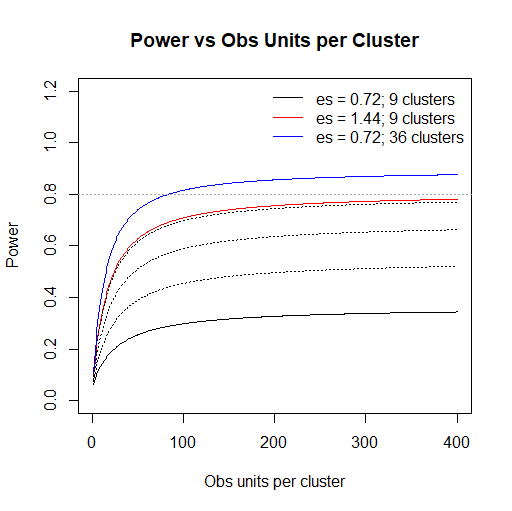 Power vs Obs Units per Cluster
es = 0.72; 9 clusters
es = 1.44; 9 clusters
es = 0.72; 36 clusters
1.2
1.0
0.8
0.6
0.4
0.2
0.0
Power
0 100 200 300 400
Obs units per cluster